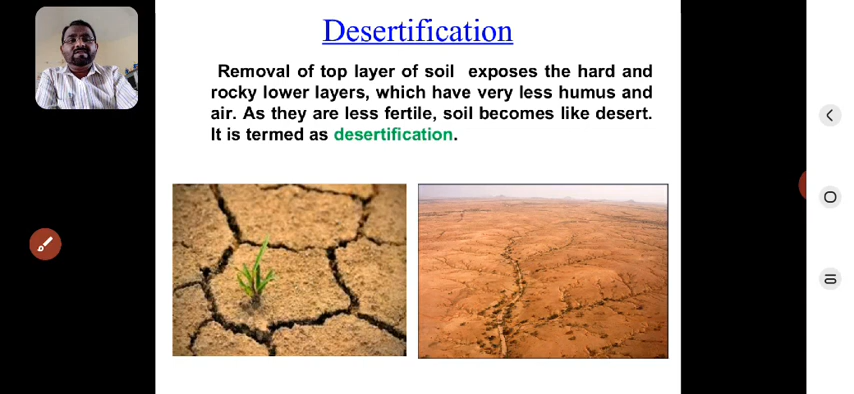 Desertification
Removal of top layer of soil exposes the hard and
rocky lower layers, which have very less humus and
air. As they are less fertile, soil becomes like desert.
It is termed as desertification.